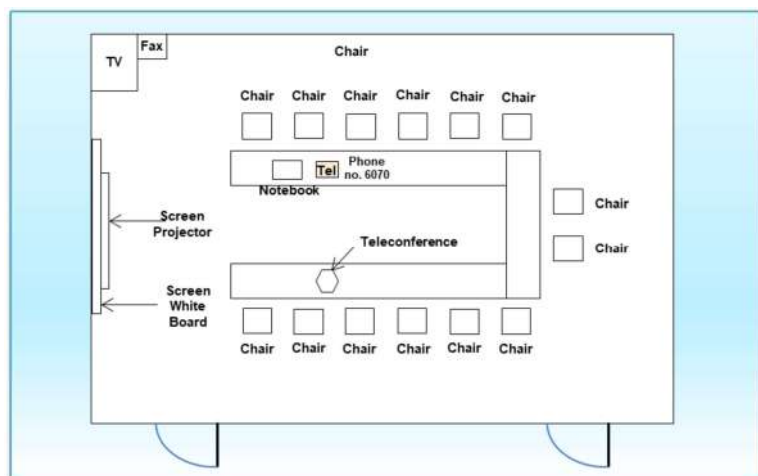 Fax
TV
Chair
Chair Chair Chair Chair Chair Chair
Tel
Phone
no. 6070
Notebook
Chair
Screen
Projector
Teleconference
Chair
Screen
White
Board
Chair Chair Chair Chair Chair Chair